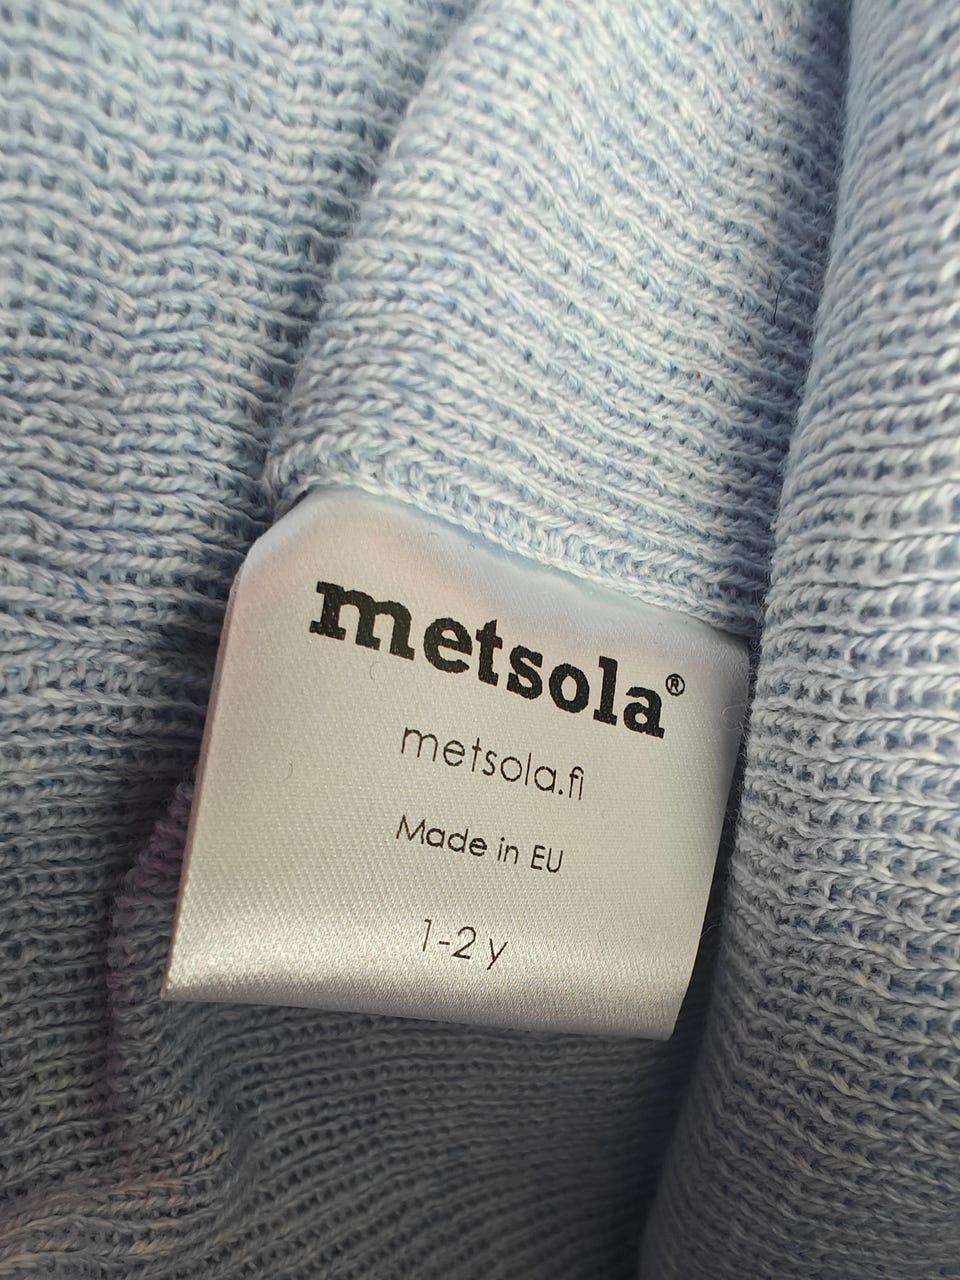 metsola®
metsola.fi
Made in EU
1-2 y